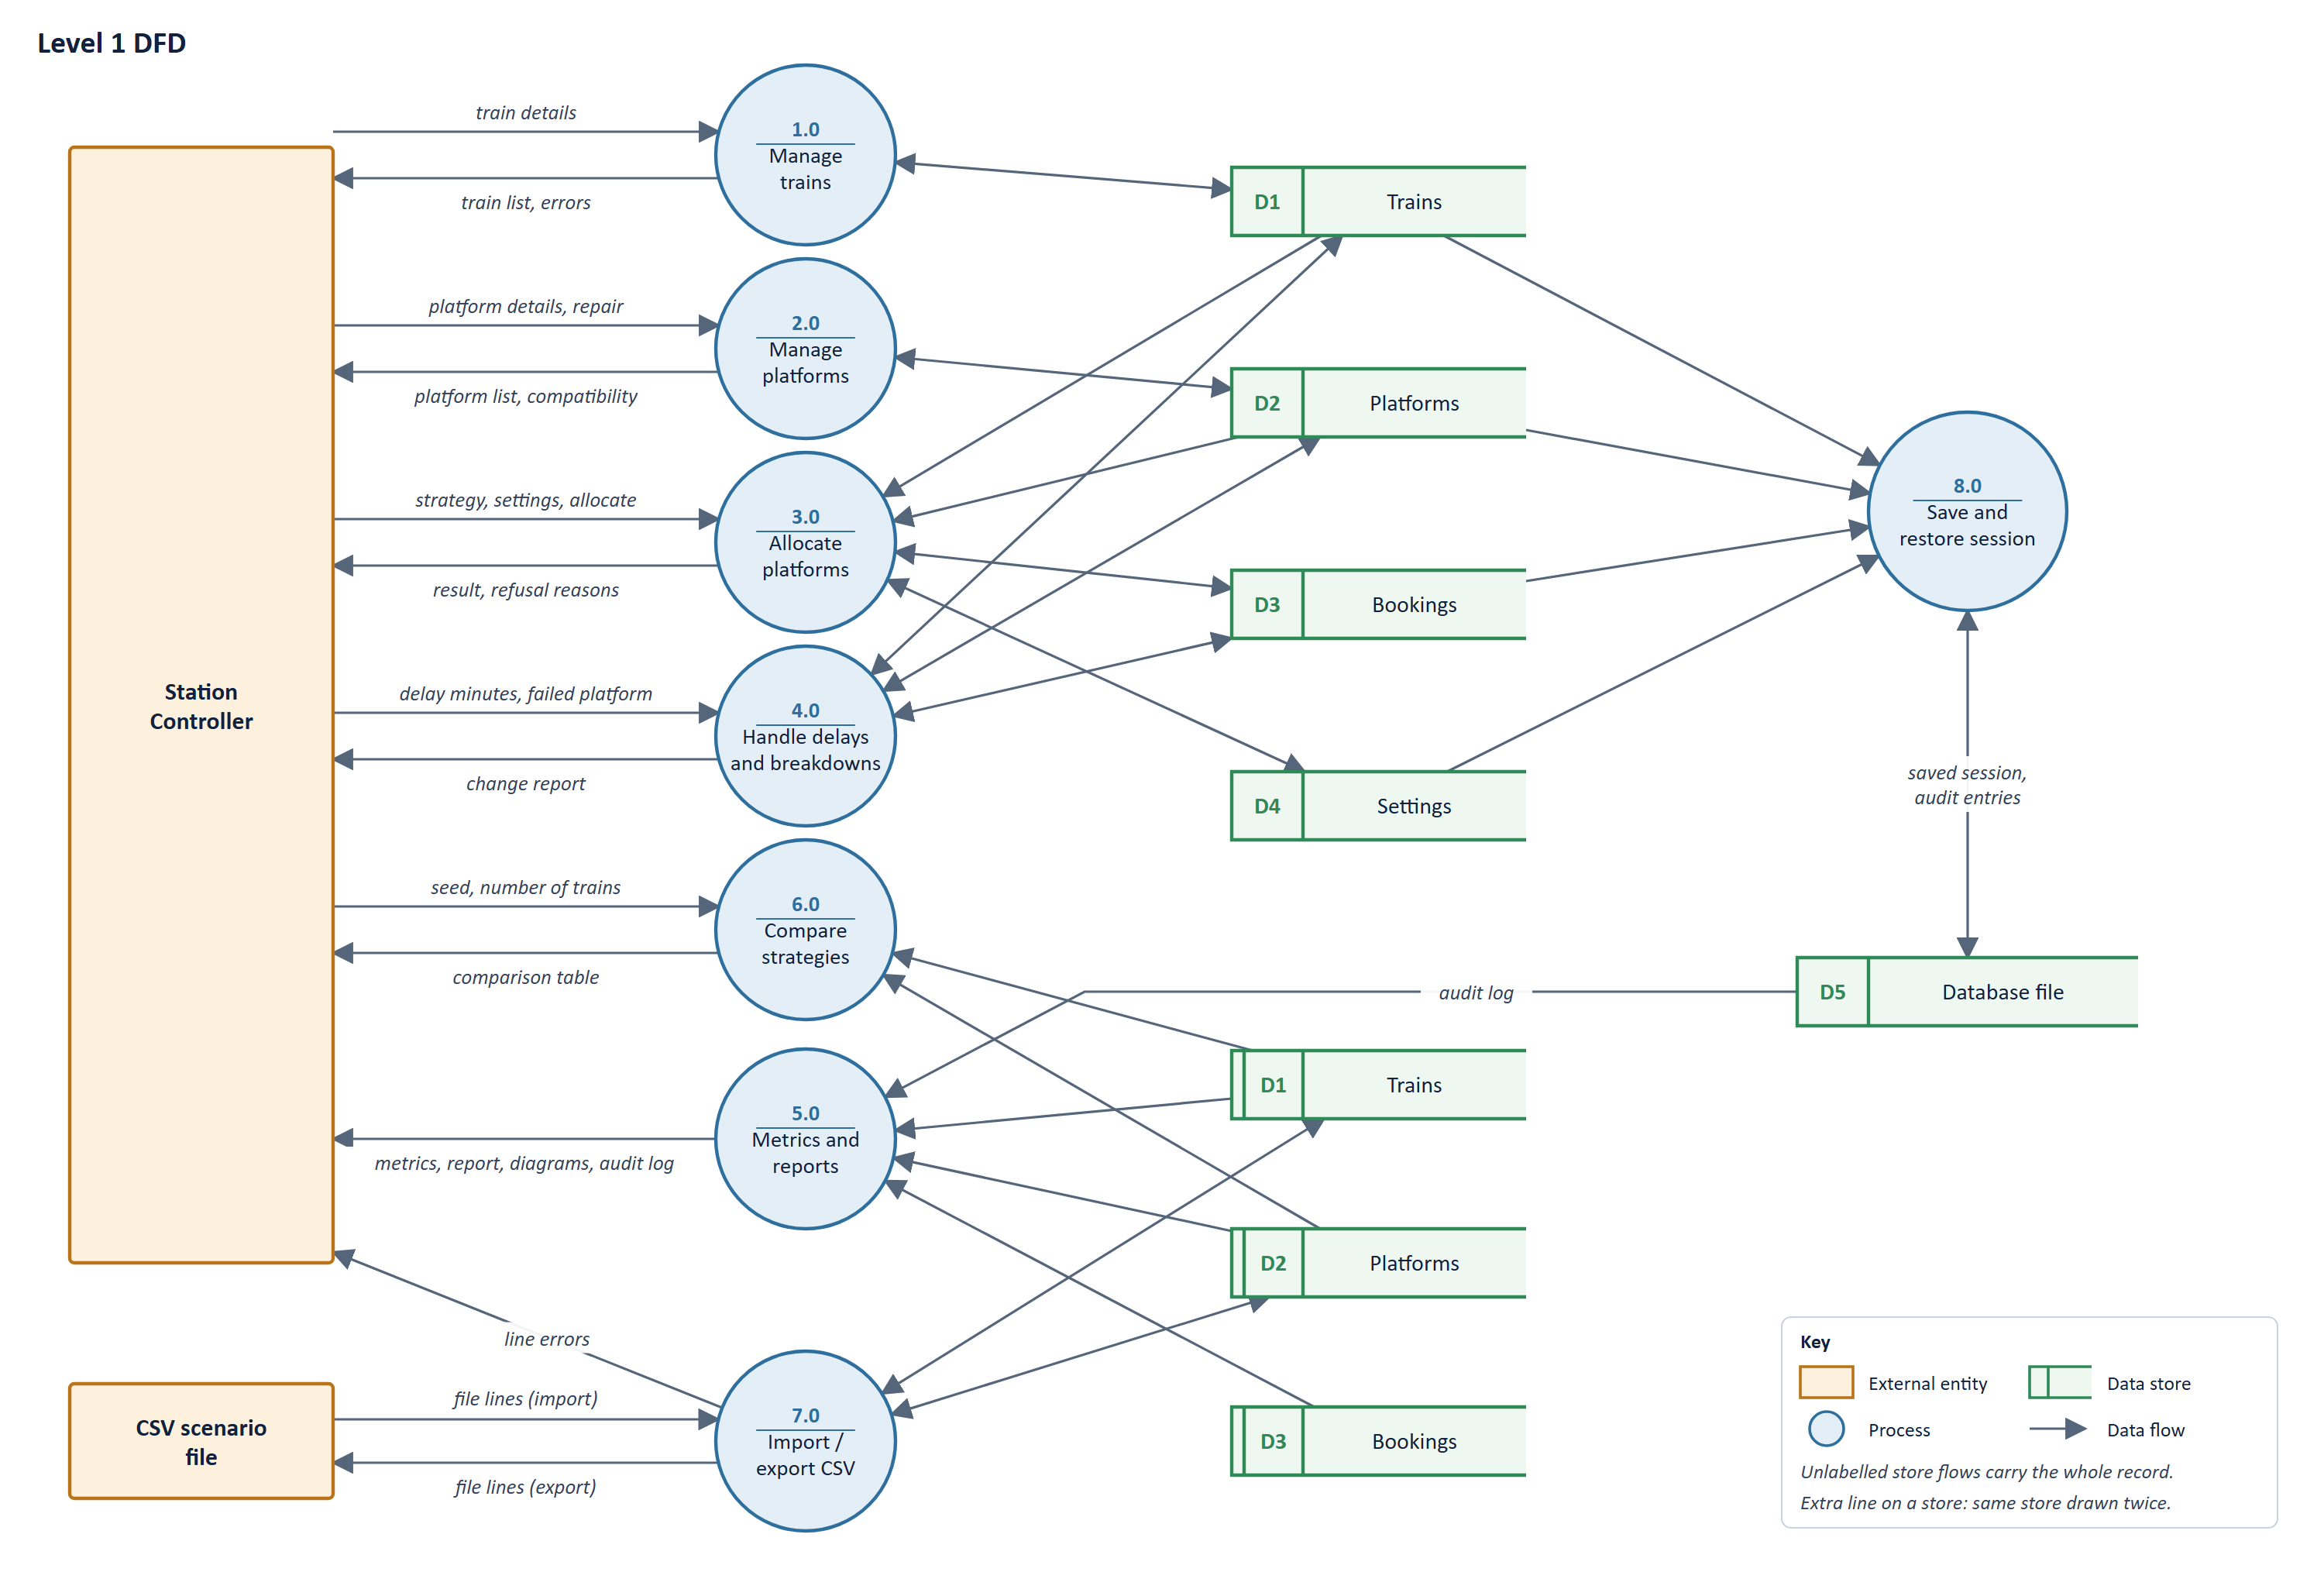 Level 1 DFD
train details
train list, errors
platform details, repair
platform list, compatibility
strategy, settings, allocate
result, refusal reasons
Station
Controller
delay minutes, failed platform
change report
seed, number of trains
comparison table
metrics, report, diagrams, audit log
line errors
CSV scenario
file
file lines (import)
file lines (export)
1.0
Manage
trains
2.0
Manage
platforms
3.0
Allocate
platforms
4.0
Handle delays
and breakdowns
6.0
Compare
strategies
5.0
Metrics and
reports
7.0
Import /
export CSV
D1 Trains
D2 Platforms
D3 Bookings
D4 Settings
audit log
D1 Trains
D2 Platforms
D3 Bookings
8.0
Save and
restore session
saved session,
audit entries
D5 Database file
Key
External entity
Data store
Process
Data flow
Unlabelled store flows carry the whole record.
Extra line on a store: same store drawn twice.